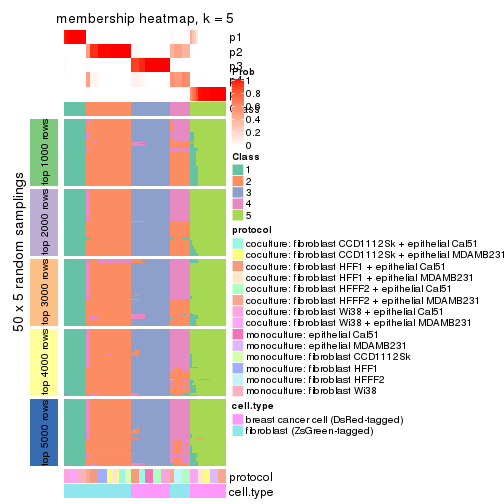 membership heatmap, k = 5
p1
p2
p3
Prob
1
0.8
0.6
0.4
0.2
0
Class
1
2
3
4
5
50 x 5 random samplings
top 1000 rows
top 2000 rows
top 3000 rows
top 4000 rows
top 5000 rows
protocol
coculture: fibroblast CCD1112Sk + epithelial Cal51
coculture: fibroblast CCD1112Sk + epithelial MDAMB231
coculture: fibroblast HFF1 + epithelial Cal51
coculture: fibroblast HFF1 + epithelial MDAMB231
coculture: fibroblast HFFF2 + epithelial Cal51
coculture: fibroblast HFFF2 + epithelial MDAMB231
coculture: fibroblast Wi38 + epithelial Cal51
coculture: fibroblast Wi38 + epithelial MDAMB231
monoculture: epithelial Cal51
monoculture: epithelial MDAMB231
monoculture: fibroblast CCD1112Sk
monoculture: fibroblast HFF1
monoculture: fibroblast HFFF2
monoculture: fibroblast Wi38
cell.type
breast cancer cell (DsRed-tagged)
fibroblast (ZsGreen-tagged)
protocol
cell.type